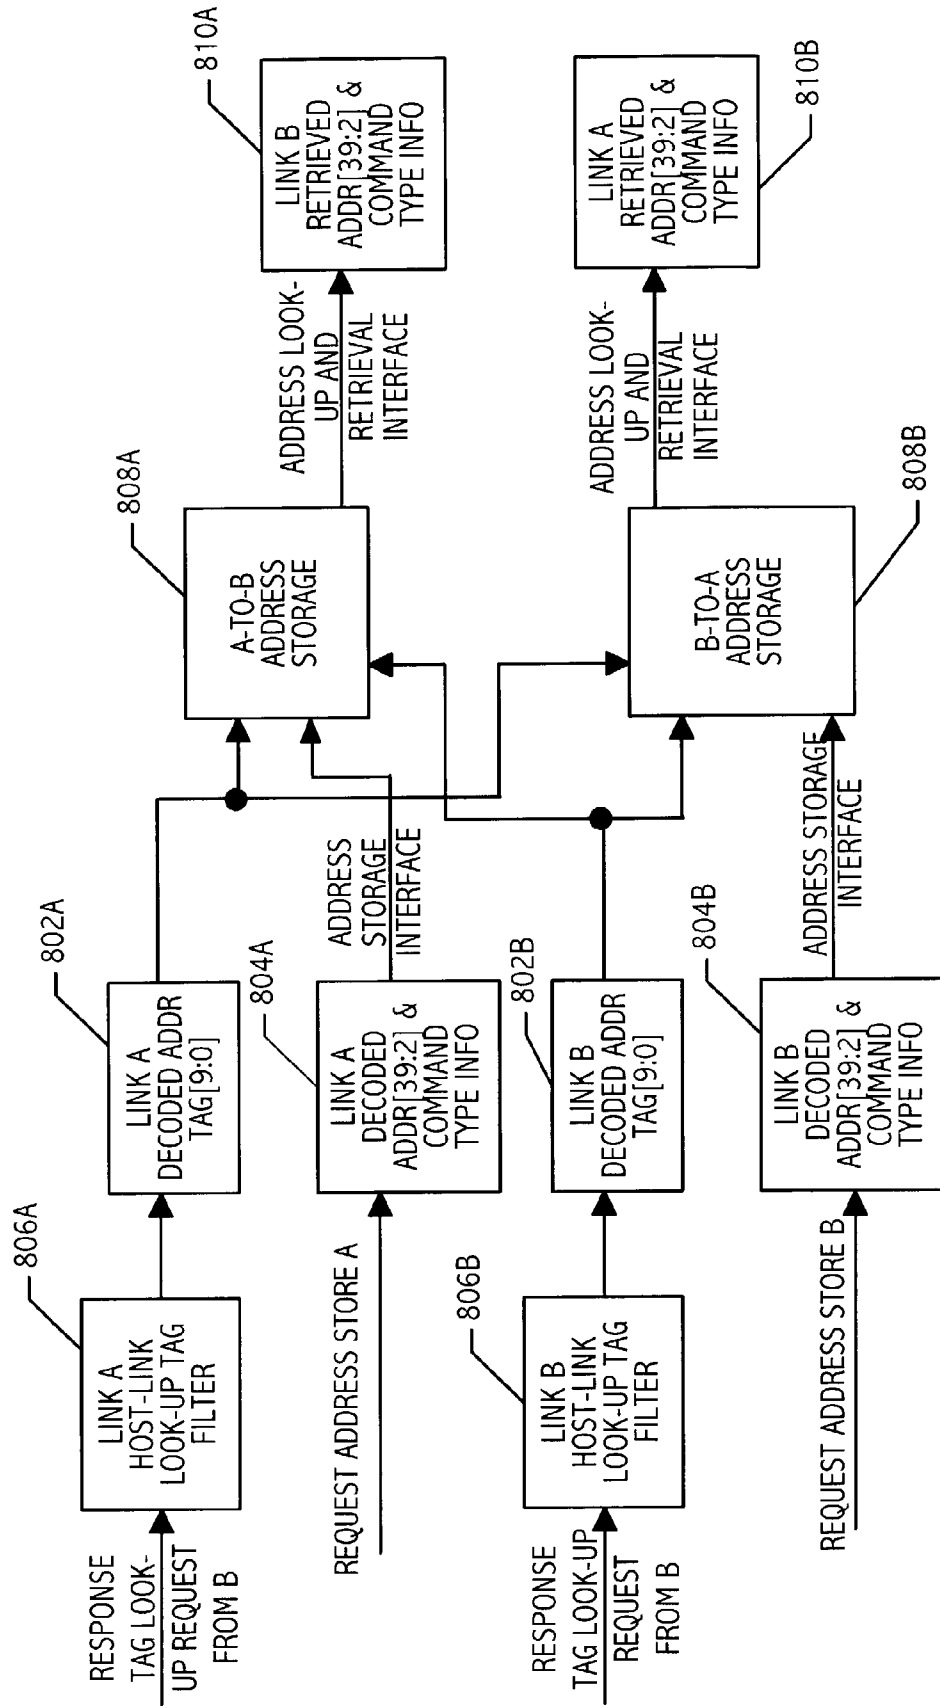 RESPONSE
TAG LOOK-
UP REQUEST
FROM B
806A
LINK A
HOST-LINK
LOOK-UP TAG
FILTER
802A
LINK A
DECODED ADDR
TAG[9:0]
REQUEST ADDRESS STORE A
804A
LINK A
DECODED
ADDR[39:2] &
COMMAND
TYPE INFO
ADDRESS
STORAGE
INTERFACE
808A
A-TO-B
ADDRESS
STORAGE
ADDRESS LOOK-
UP AND
RETRIEVAL
INTERFACE
810A
LINK B
RETRIEVED
ADDR[39:2] &
COMMAND
TYPE INFO
RESPONSE
TAG LOOK-UP
REQUEST
FROM B
806B
LINK B
HOST-LINK
LOOK-UP TAG
FILTER
802B
LINK B
DECODED ADDR
TAG[9:0]
REQUEST ADDRESS STORE B
804B
LINK B
DECODED
ADDR[39:2] &
COMMAND
TYPE INFO
ADDRESS STORAGE
INTERFACE
808B
B-TO-A
ADDRESS
STORAGE
ADDRESS LOOK-
UP AND
RETRIEVAL
INTERFACE
810B
LINK A
RETRIEVED
ADDR[39:2] &
COMMAND
TYPE INFO